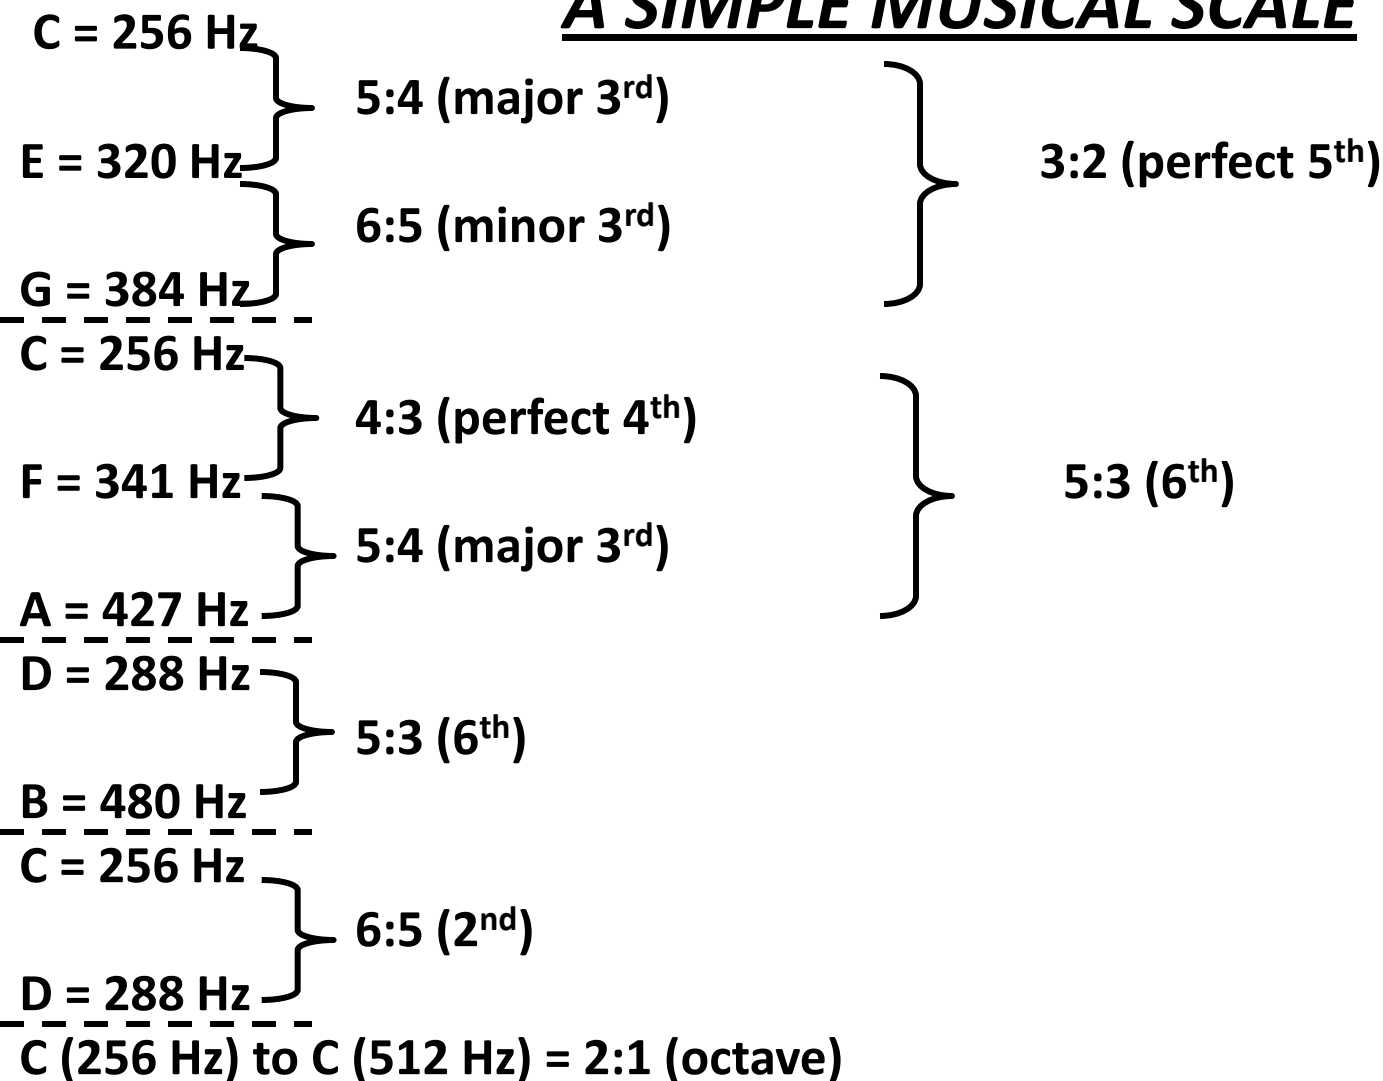 A SIMPLE MUSICAL SCALE
C = 256 Hz
5:4 (major 3rd)
E = 320 Hz
3:2 (perfect 5th)
6:5 (minor 3rd)
G = 384 Hz
C = 256 Hz
4:3 (perfect 4th)
F = 341 Hz
5:3 (6th)
5:4 (major 3rd)
A = 427 Hz
D = 288 Hz
5:3 (6th)
B = 480 Hz
C = 256 Hz
6:5 (2nd)
D = 288 Hz
C (256 Hz) to C (512 Hz) = 2:1 (octave)